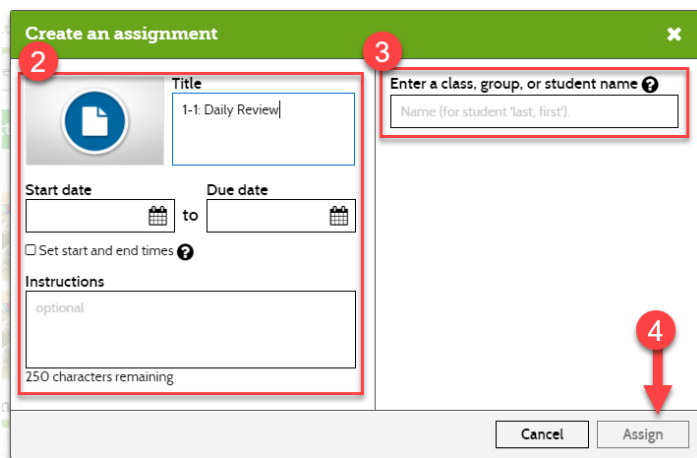 Create an assignment
2
3
Title
1-1: Daily Review
Enter a class, group, or student name ?
Name (for student 'last, first').
Start date
Due date
to
Set start and end times ?
Instructions
optional
250 characters remaining
4
Cancel
Assign